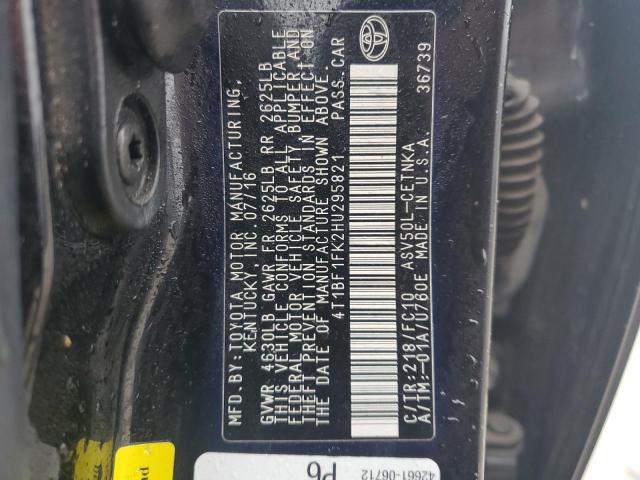 MFD.BY:TOYOTA MOTOR MANUFACTURING,
KENTUCKY, INC. 07/16
GVWR 4630LB GAWR FR 2625LB RR 2625LB
THIS VEHICLE CONFORMS TO ALL APPLICABLE
FEDERAL MOTOR VEHICLE SAFETY, BUMPER AND
THEFT PREVENTION STANDARDS IN EFFECT ON
THE DATE OF MANUFACTURE SHOWN ABOVE.
4T1BF1FK2HU295821 PASS.CAR
C/TR:218/FC10 ASV50L-CETNKA
A/TM:-01A/U760E MADE IN U.S.A. 36739
P6
42661-06712